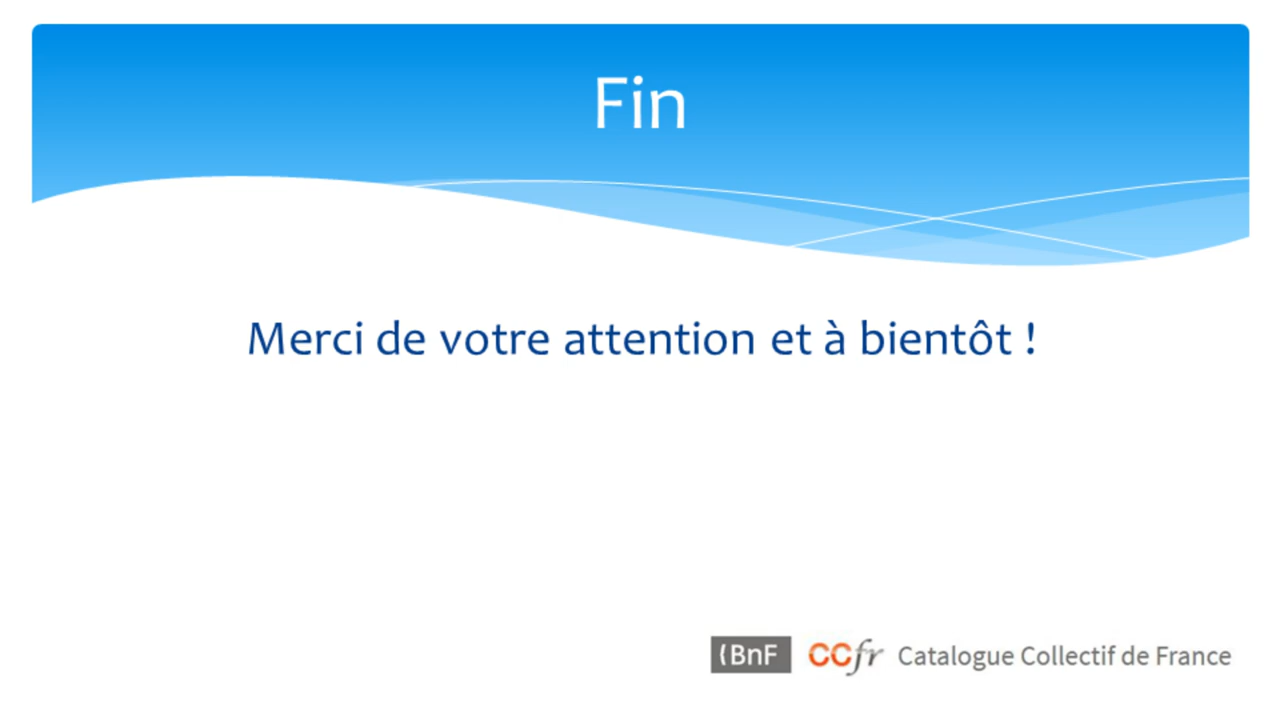 Fin
Merci de votre attention et à bientôt !
(BnF CCfr Catalogue Collectif de France